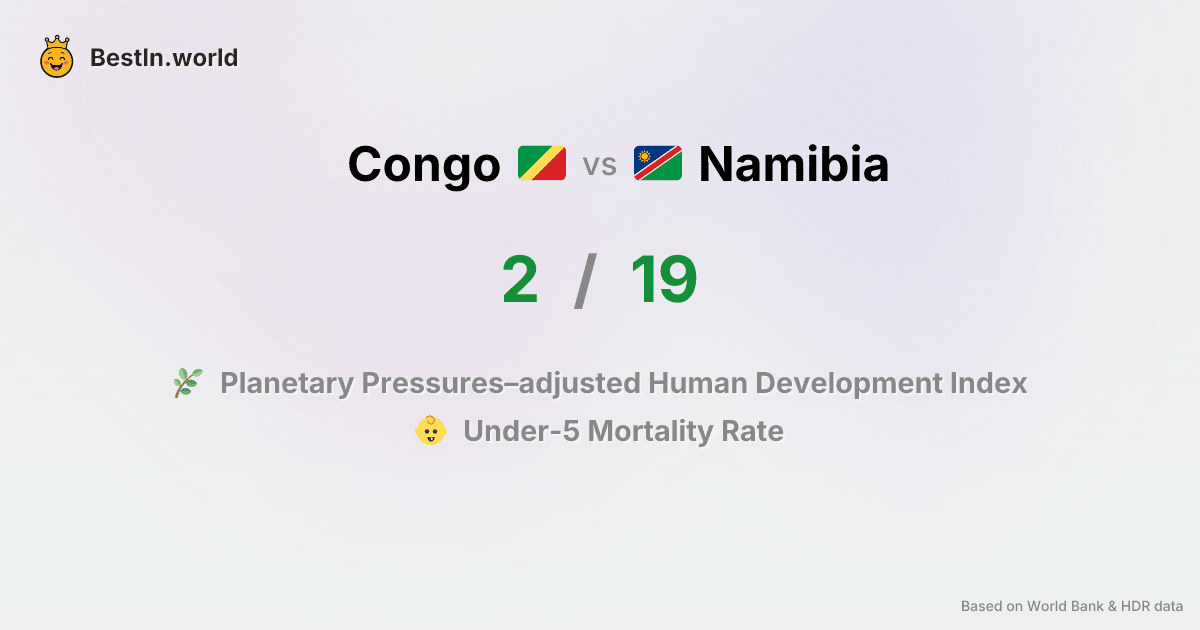 BestIn.world
Congo vs Namibia
2 / 19
Planetary Pressures–adjusted Human Development Index
Under-5 Mortality Rate
Based on World Bank & HDR data